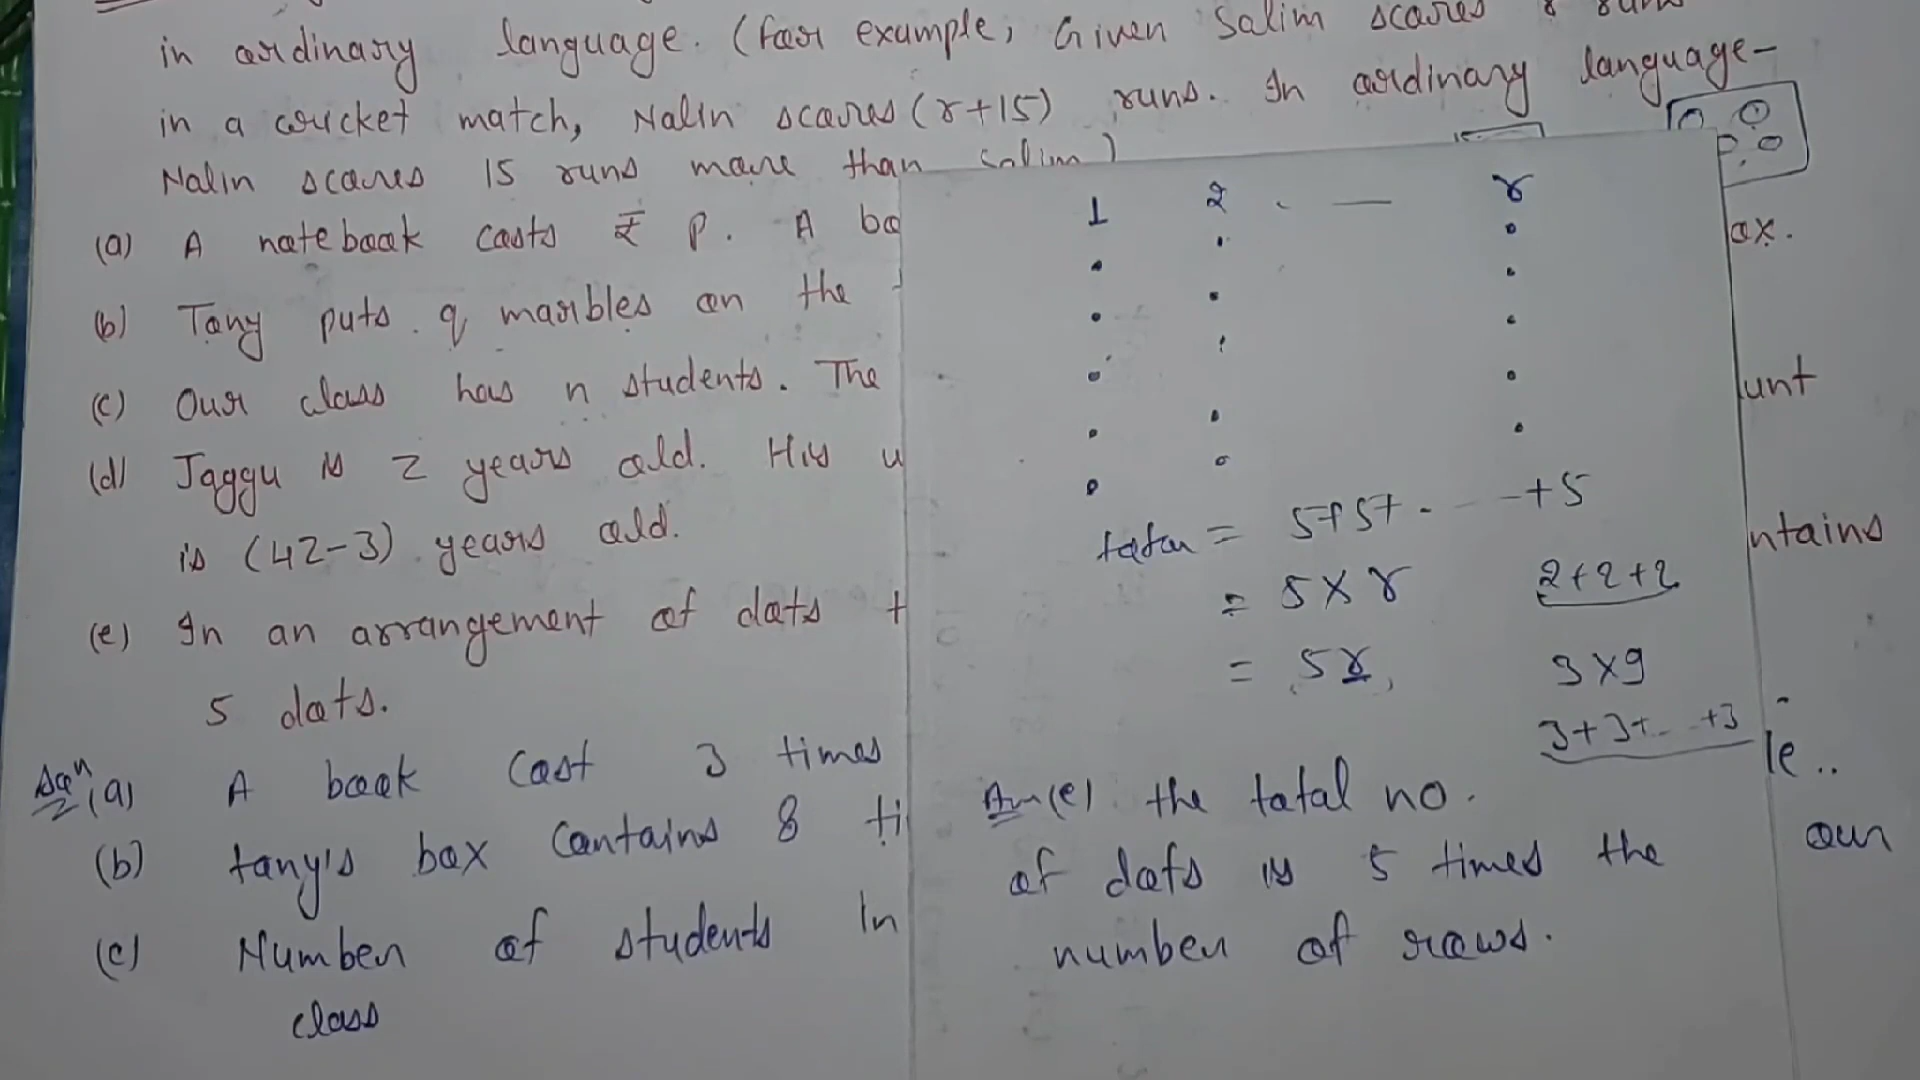 in ordinary language. (for example, Given Salim scores r runs
in a cricket match, Nalin scores (r+15) runs. In ordinary language-
Nalin scores 15 runs more than Salim)
(a) A notebook costs ₹ p. A bo
ox.
(b) Tony puts q marbles on the
(c) Our class has n students. The
unt
(d) Jaggu is z years old. His u
is (4z-3) years old.
ntains
(e) In an arrangement of dots t
5 dots.
Soln (a) A book cost 3 times
le..
(b) tony's box contains 8 ti
our
(c) Number of students In
class
1 2 . — r
= 5+5+ . - - +5
= 5×r
= 5r,
2+2+2
3+3+.. +3
Ans (e) the total no.
of dots is 5 times the
number of rows.